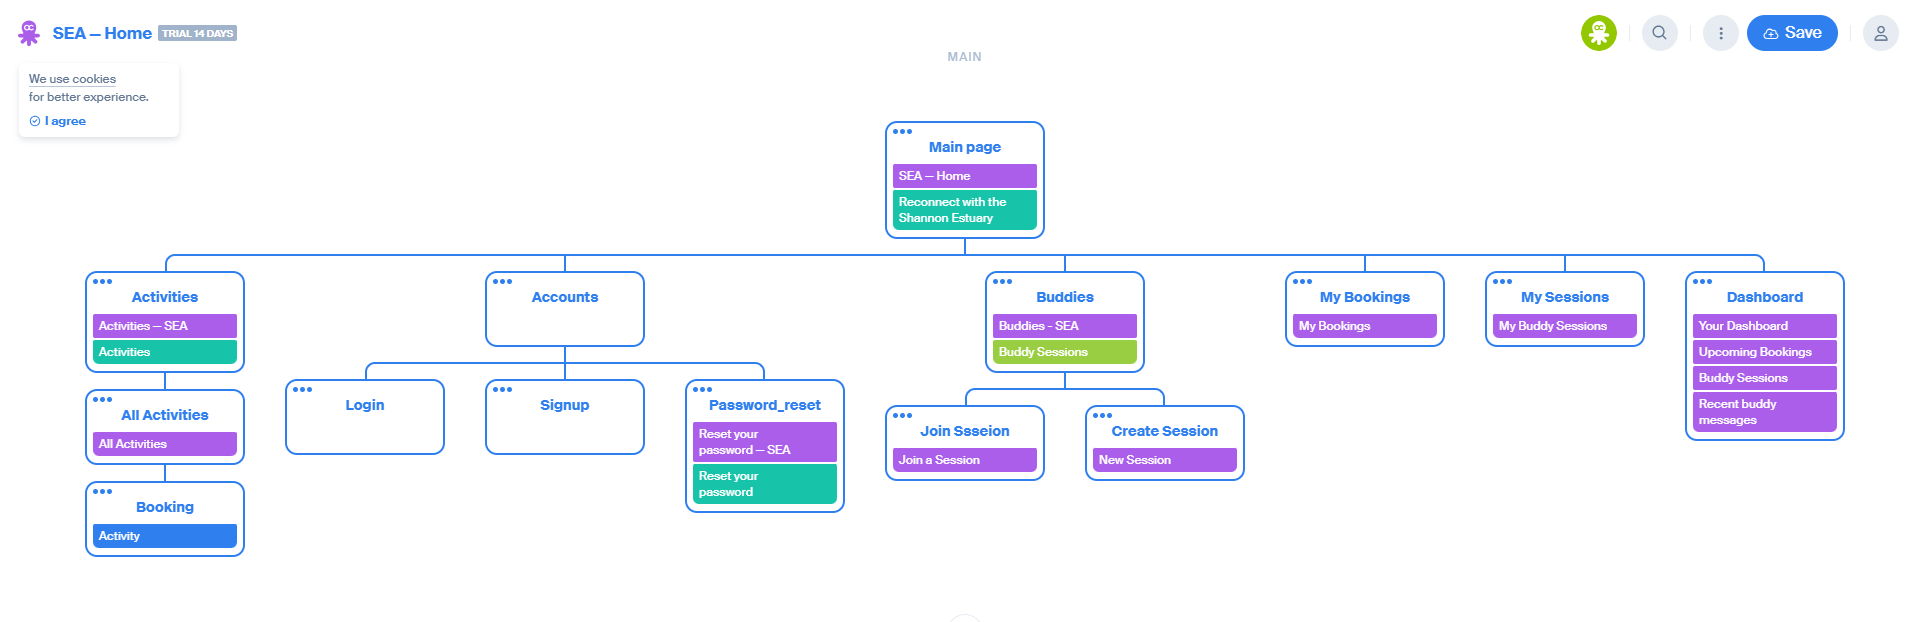 SEA – Home TRIAL 14 DAYS
Save
MAIN
We use cookies
for better experience.
I agree
Main page
SEA – Home
Reconnect with the
Shannon Estuary
Activities
Activities – SEA
Activities
Accounts
Buddies
Buddies - SEA
Buddy Sessions
My Bookings
My Bookings
My Sessions
My Buddy Sessions
Dashboard
Your Dashboard
Upcoming Bookings
Buddy Sessions
Recent buddy
messages
All Activities
All Activities
Login
Signup
Password_reset
Reset your
password – SEA
Reset your
password
Join Ssseion
Join a Session
Create Session
New Session
Booking
Activity